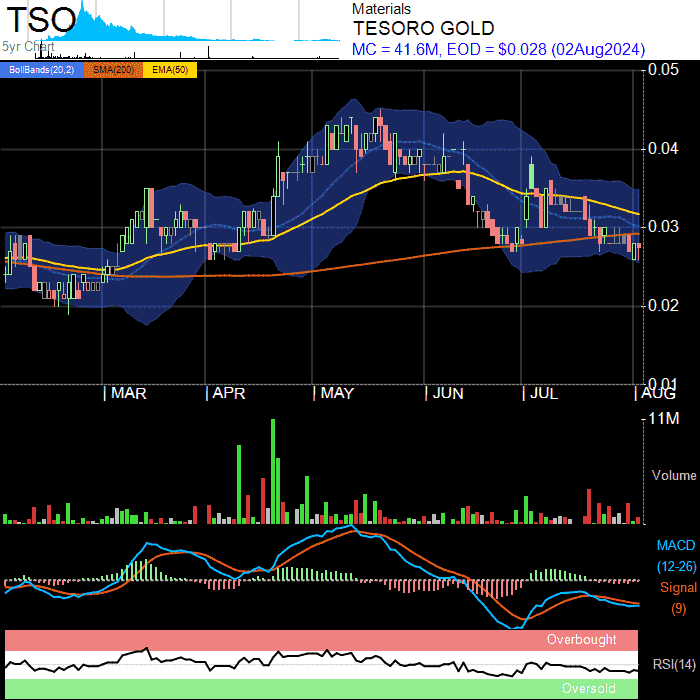 TSO
5yr Chart
Materials
TESORO GOLD
MC = 41.6M, EOD = $0.028 (02Aug2024)
BollBands(20,2) SMA(200) EMA(50)
0.05
0.04
0.03
0.02
0.01
MAR APR MAY JUN JUL AUG
11M
Volume
MACD
(12-26)
Signal
(9)
Overbought
RSI(14)
Oversold